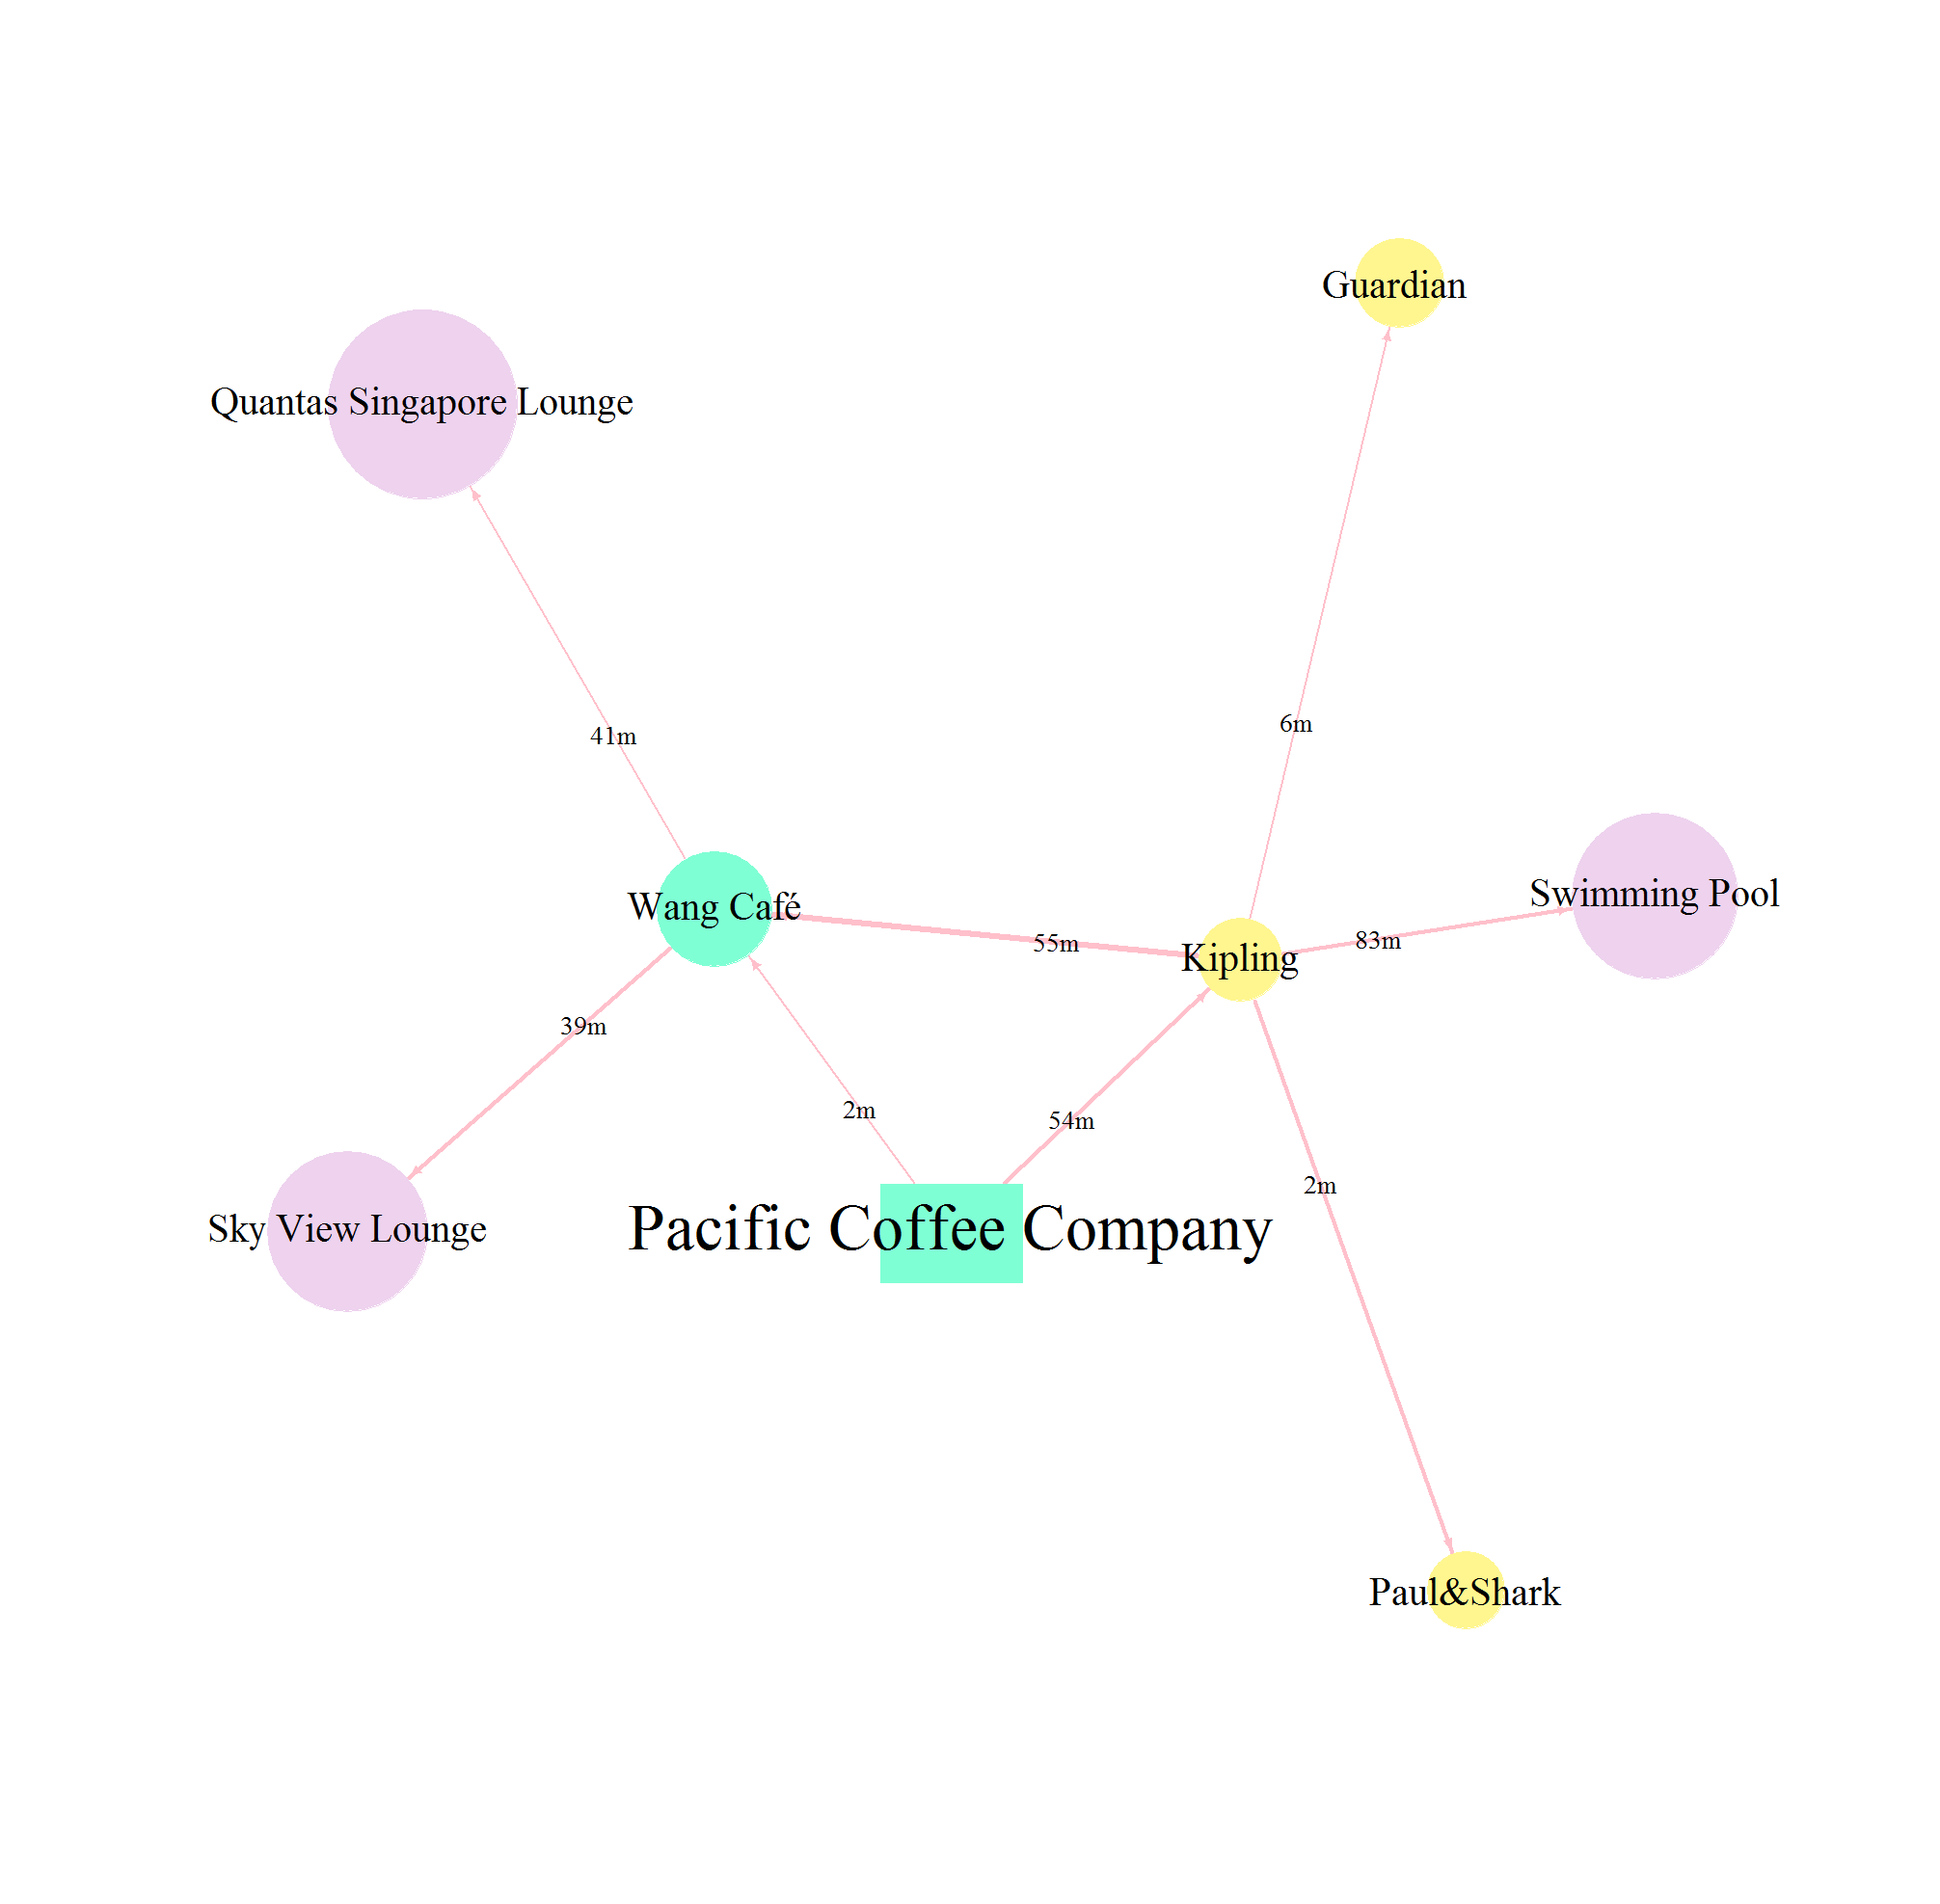 Guardian
Quantas Singapore Lounge
6m
41m
Swimming Pool
Wang Café
83m
55m
Kipling
39m
2m
54m
2m
Sky View Lounge
Pacific Coffee Company
Paul&Shark